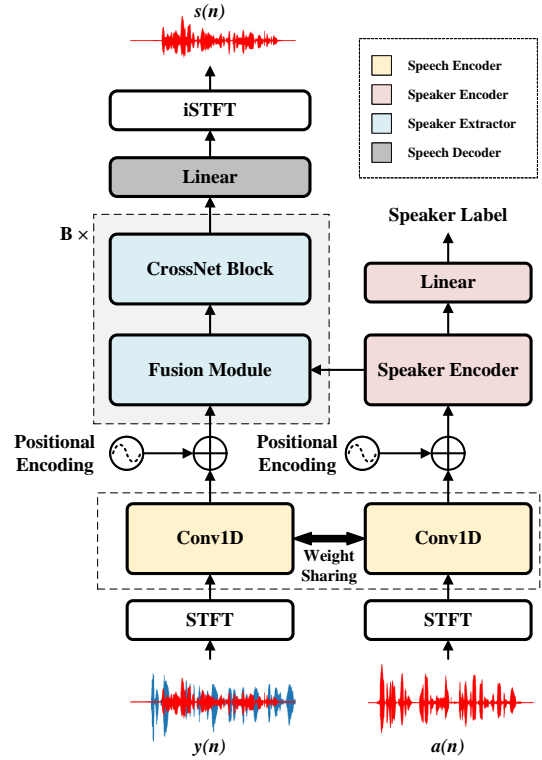 s(n)
Speech Encoder
Speaker Encoder
Speaker Extractor
Speech Decoder
iSTFT
Linear
B ×
CrossNet Block
Fusion Module
Speaker Label
Linear
Speaker Encoder
Positional
Encoding
Positional
Encoding
Conv1D
Weight
Sharing
Conv1D
STFT
STFT
y(n)
a(n)